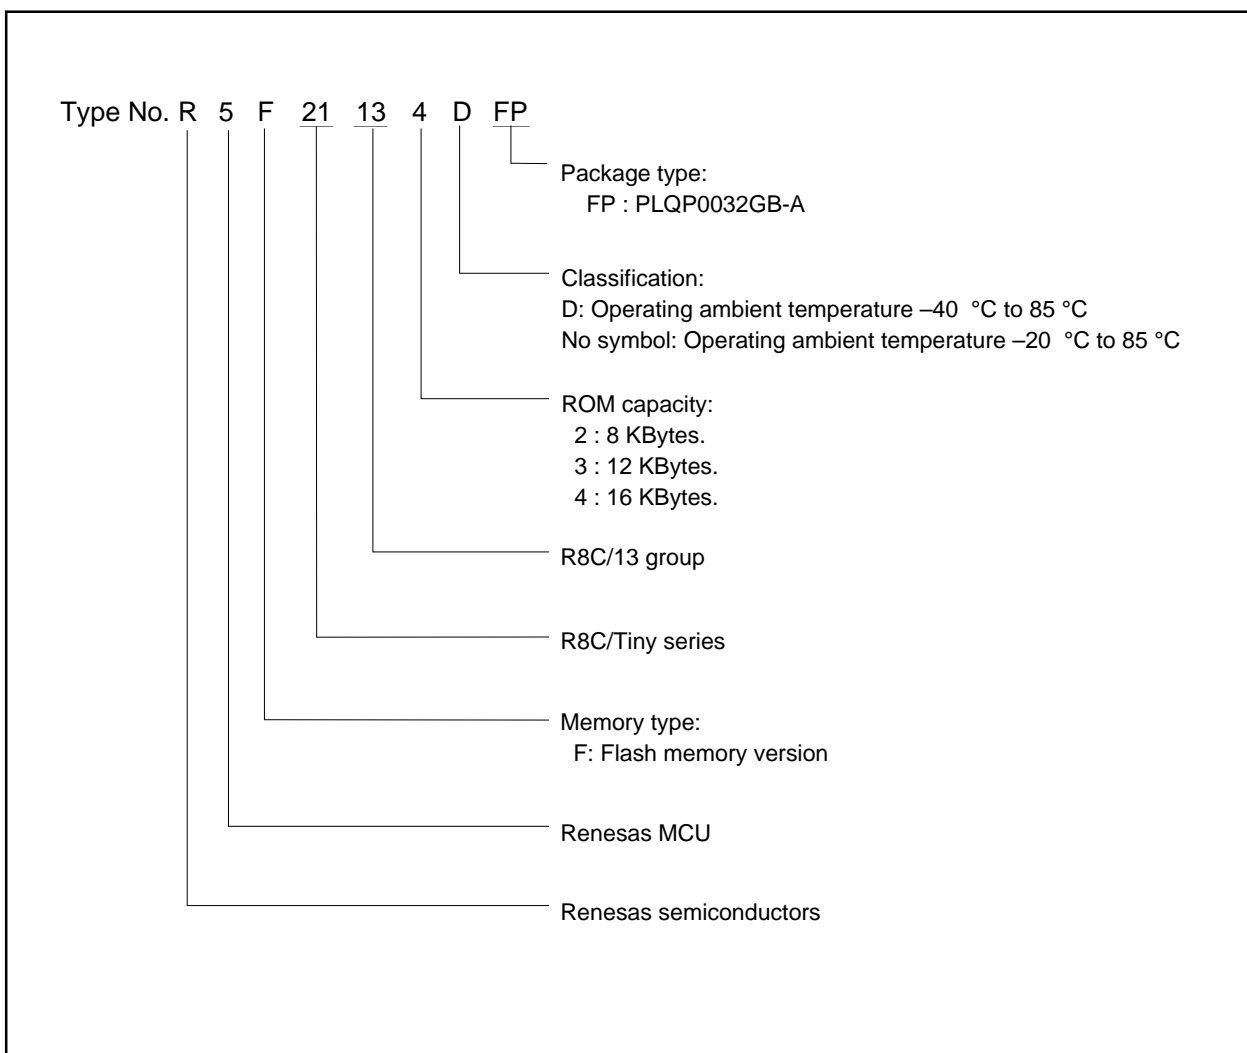 Type No. R 5 F 21 13 4 D FP
Package type:
FP : PLQP0032GB-A
Classification:
D: Operating ambient temperature –40 °C to 85 °C
No symbol: Operating ambient temperature –20 °C to 85 °C
ROM capacity:
2 : 8 KBytes.
3 : 12 KBytes.
4 : 16 KBytes.
R8C/13 group
R8C/Tiny series
Memory type:
F: Flash memory version
Renesas MCU
Renesas semiconductors